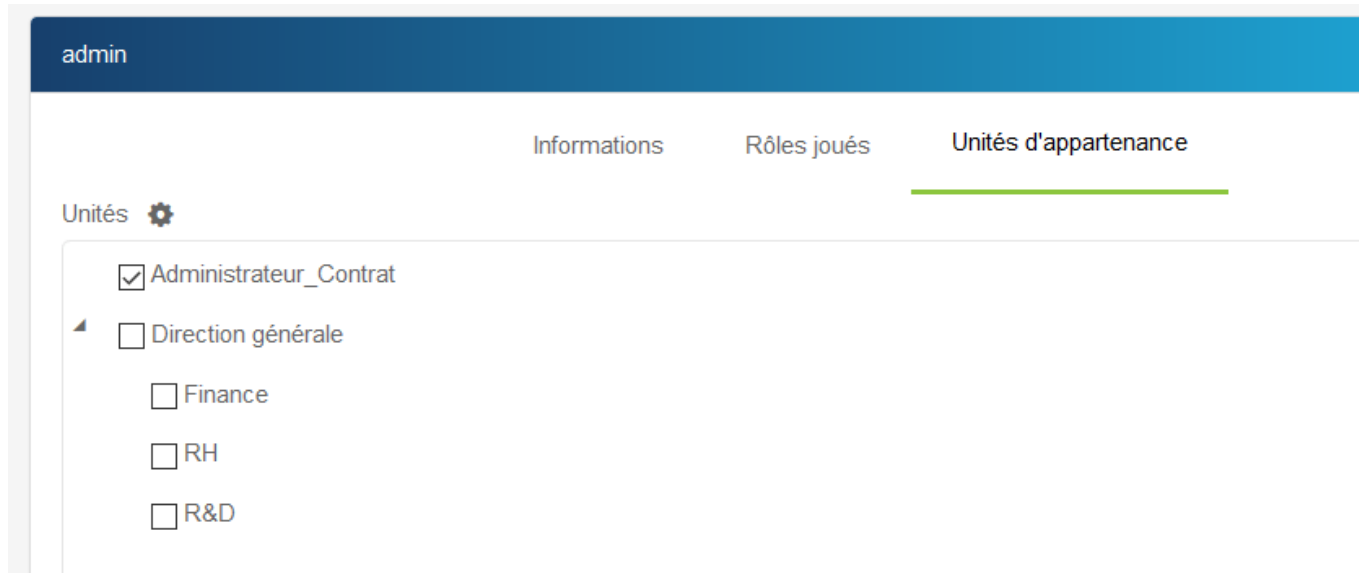 admin
Informations Rôles joués Unités d'appartenance
Unités
Administrateur_Contrat
Direction générale
Finance
RH
R&D